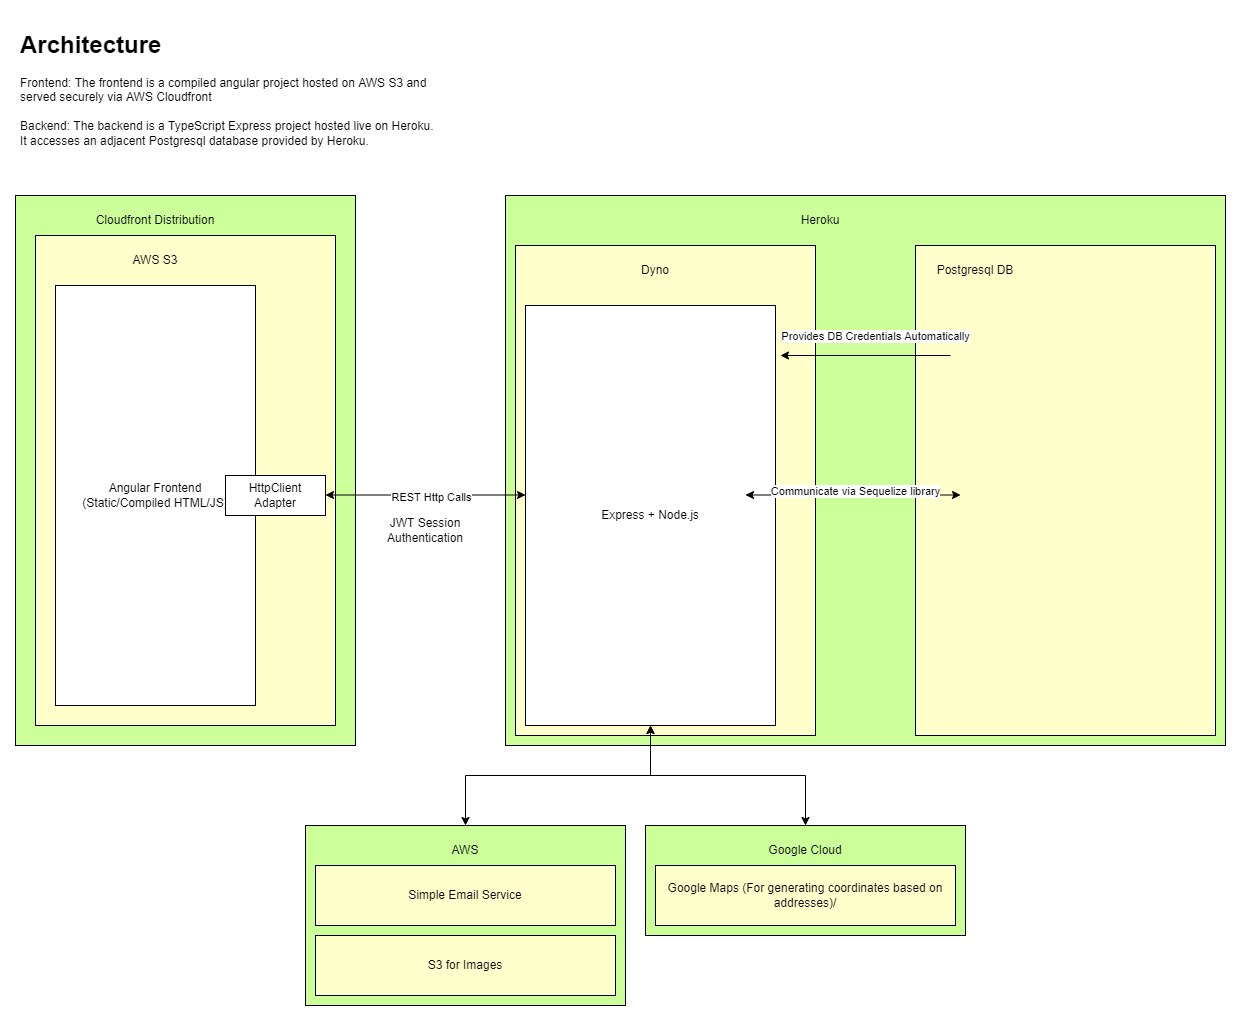 Architecture
Frontend: The frontend is a compiled angular project hosted on AWS S3 and
served securely via AWS Cloudfront
Backend: The backend is a TypeScript Express project hosted live on Heroku.
It accesses an adjacent Postgresql database provided by Heroku.
Cloudfront Distribution
AWS S3
Angular Frontend
(Static/Compiled HTML/JS
HttpClient
Adapter
REST Http Calls
JWT Session
Authentication
Heroku
Dyno
Express + Node.js
Postgresql DB
Provides DB Credentials Automatically
Communicate via Sequelize library
AWS
Simple Email Service
S3 for Images
Google Cloud
Google Maps (For generating coordinates based on
addresses)/